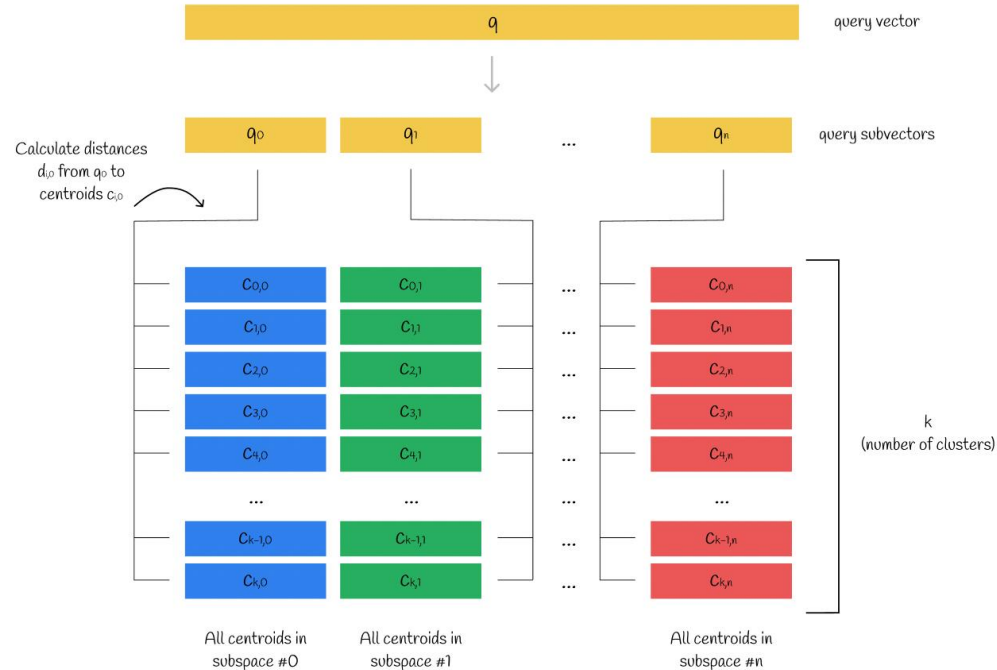 q
query vector
q0
q1
...
qn
query subvectors
Calculate distances
di,0 from q0 to
centroids ci,0
C0,0
C0,1
...
C0,n
C1,0
C1,1
...
C1,n
C2,0
C2,1
...
C2,n
C3,0
C3,1
...
C3,n
C4,0
C4,1
...
C4,n
...
...
...
...
Ck-1,0
Ck-1,1
...
Ck-1,n
Ck,0
Ck,1
...
Ck,n
k
(number of clusters)
All centroids in
subspace #0
All centroids in
subspace #1
All centroids in
subspace #n